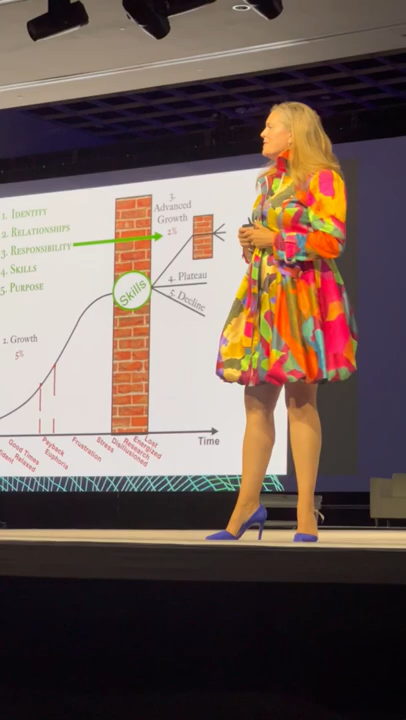 1. Identity
2. Relationships
3. Responsibility
4. Skills
5. Purpose
3-
Advanced
Growth
2%
Skills
4- Plateau
5- Decline
2. Growth
5%
Time
Good Times
Relaxed
Payback
Euphoria
Frustration
Stress
Disillusioned
Research
Energized
Lost